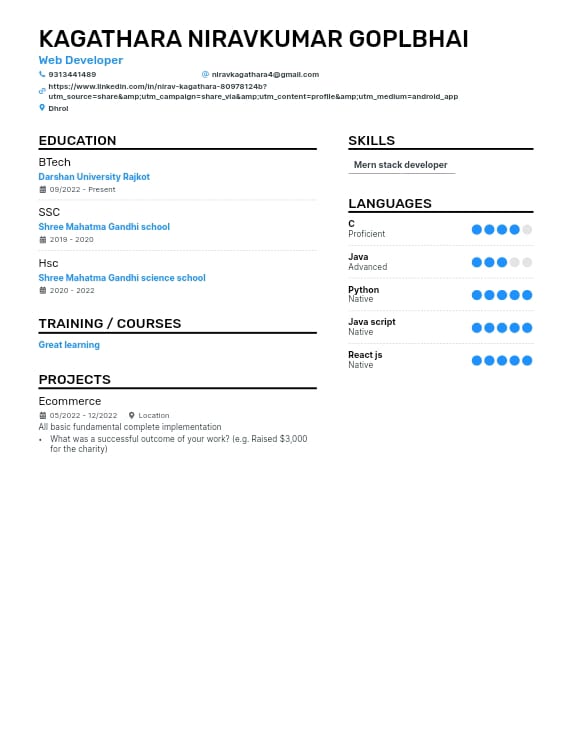 KAGATHARA NIRAVKUMAR GOPLBHAI
Web Developer
9313441489
niravkagathara4@gmail.com
https://www.linkedin.com/in/nirav-kagathara-80978124b?
utm_source=share&amp;utm_campaign=share_via&amp;utm_content=profile&amp;utm_medium=android_app
Dhrol
EDUCATION
BTech
Darshan University Rajkot
09/2022 - Present
SSC
Shree Mahatma Gandhi school
2019 - 2020
Hsc
Shree Mahatma Gandhi science school
2020 - 2022
TRAINING / COURSES
Great learning
PROJECTS
Ecommerce
05/2022 - 12/2022 Location
All basic fundamental complete implementation
• What was a successful outcome of your work? (e.g. Raised $3,000
for the charity)
SKILLS
Mern stack developer
LANGUAGES
C
Proficient
Java
Advanced
Python
Native
Java script
Native
React js
Native